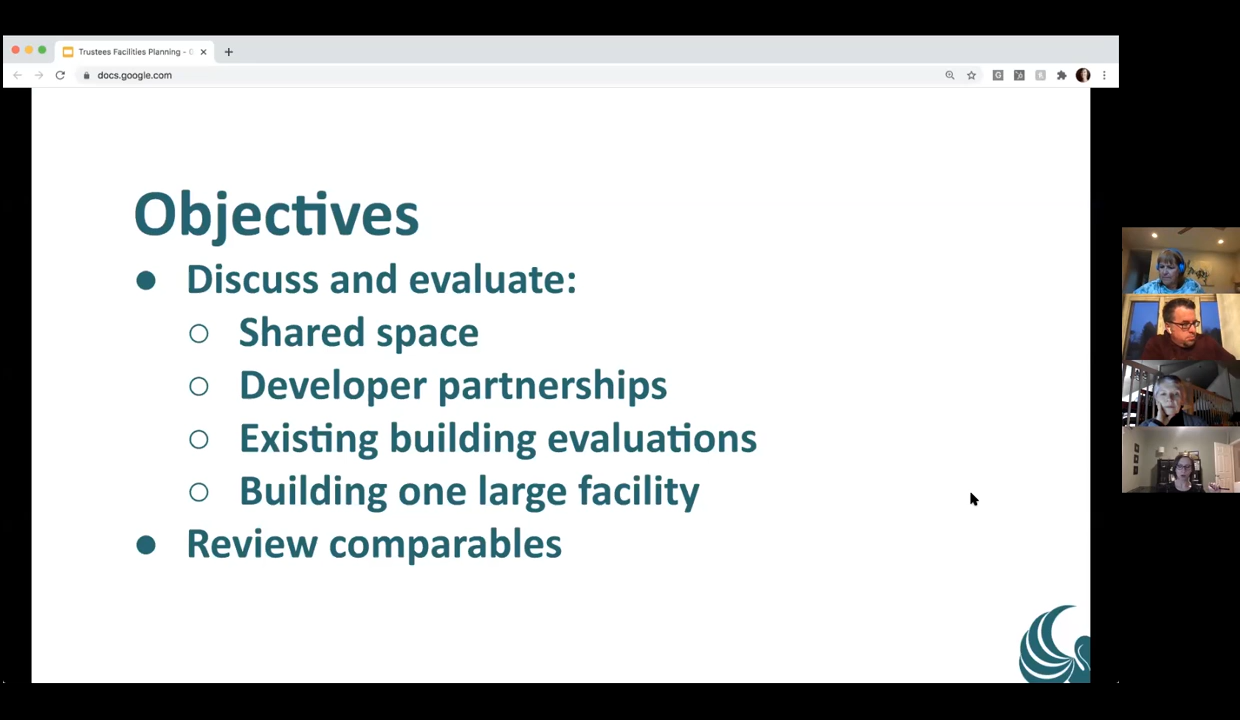 Trustees Facilities Planning -
docs.google.com
Objectives
Discuss and evaluate:
Shared space
Developer partnerships
Existing building evaluations
Building one large facility
Review comparables